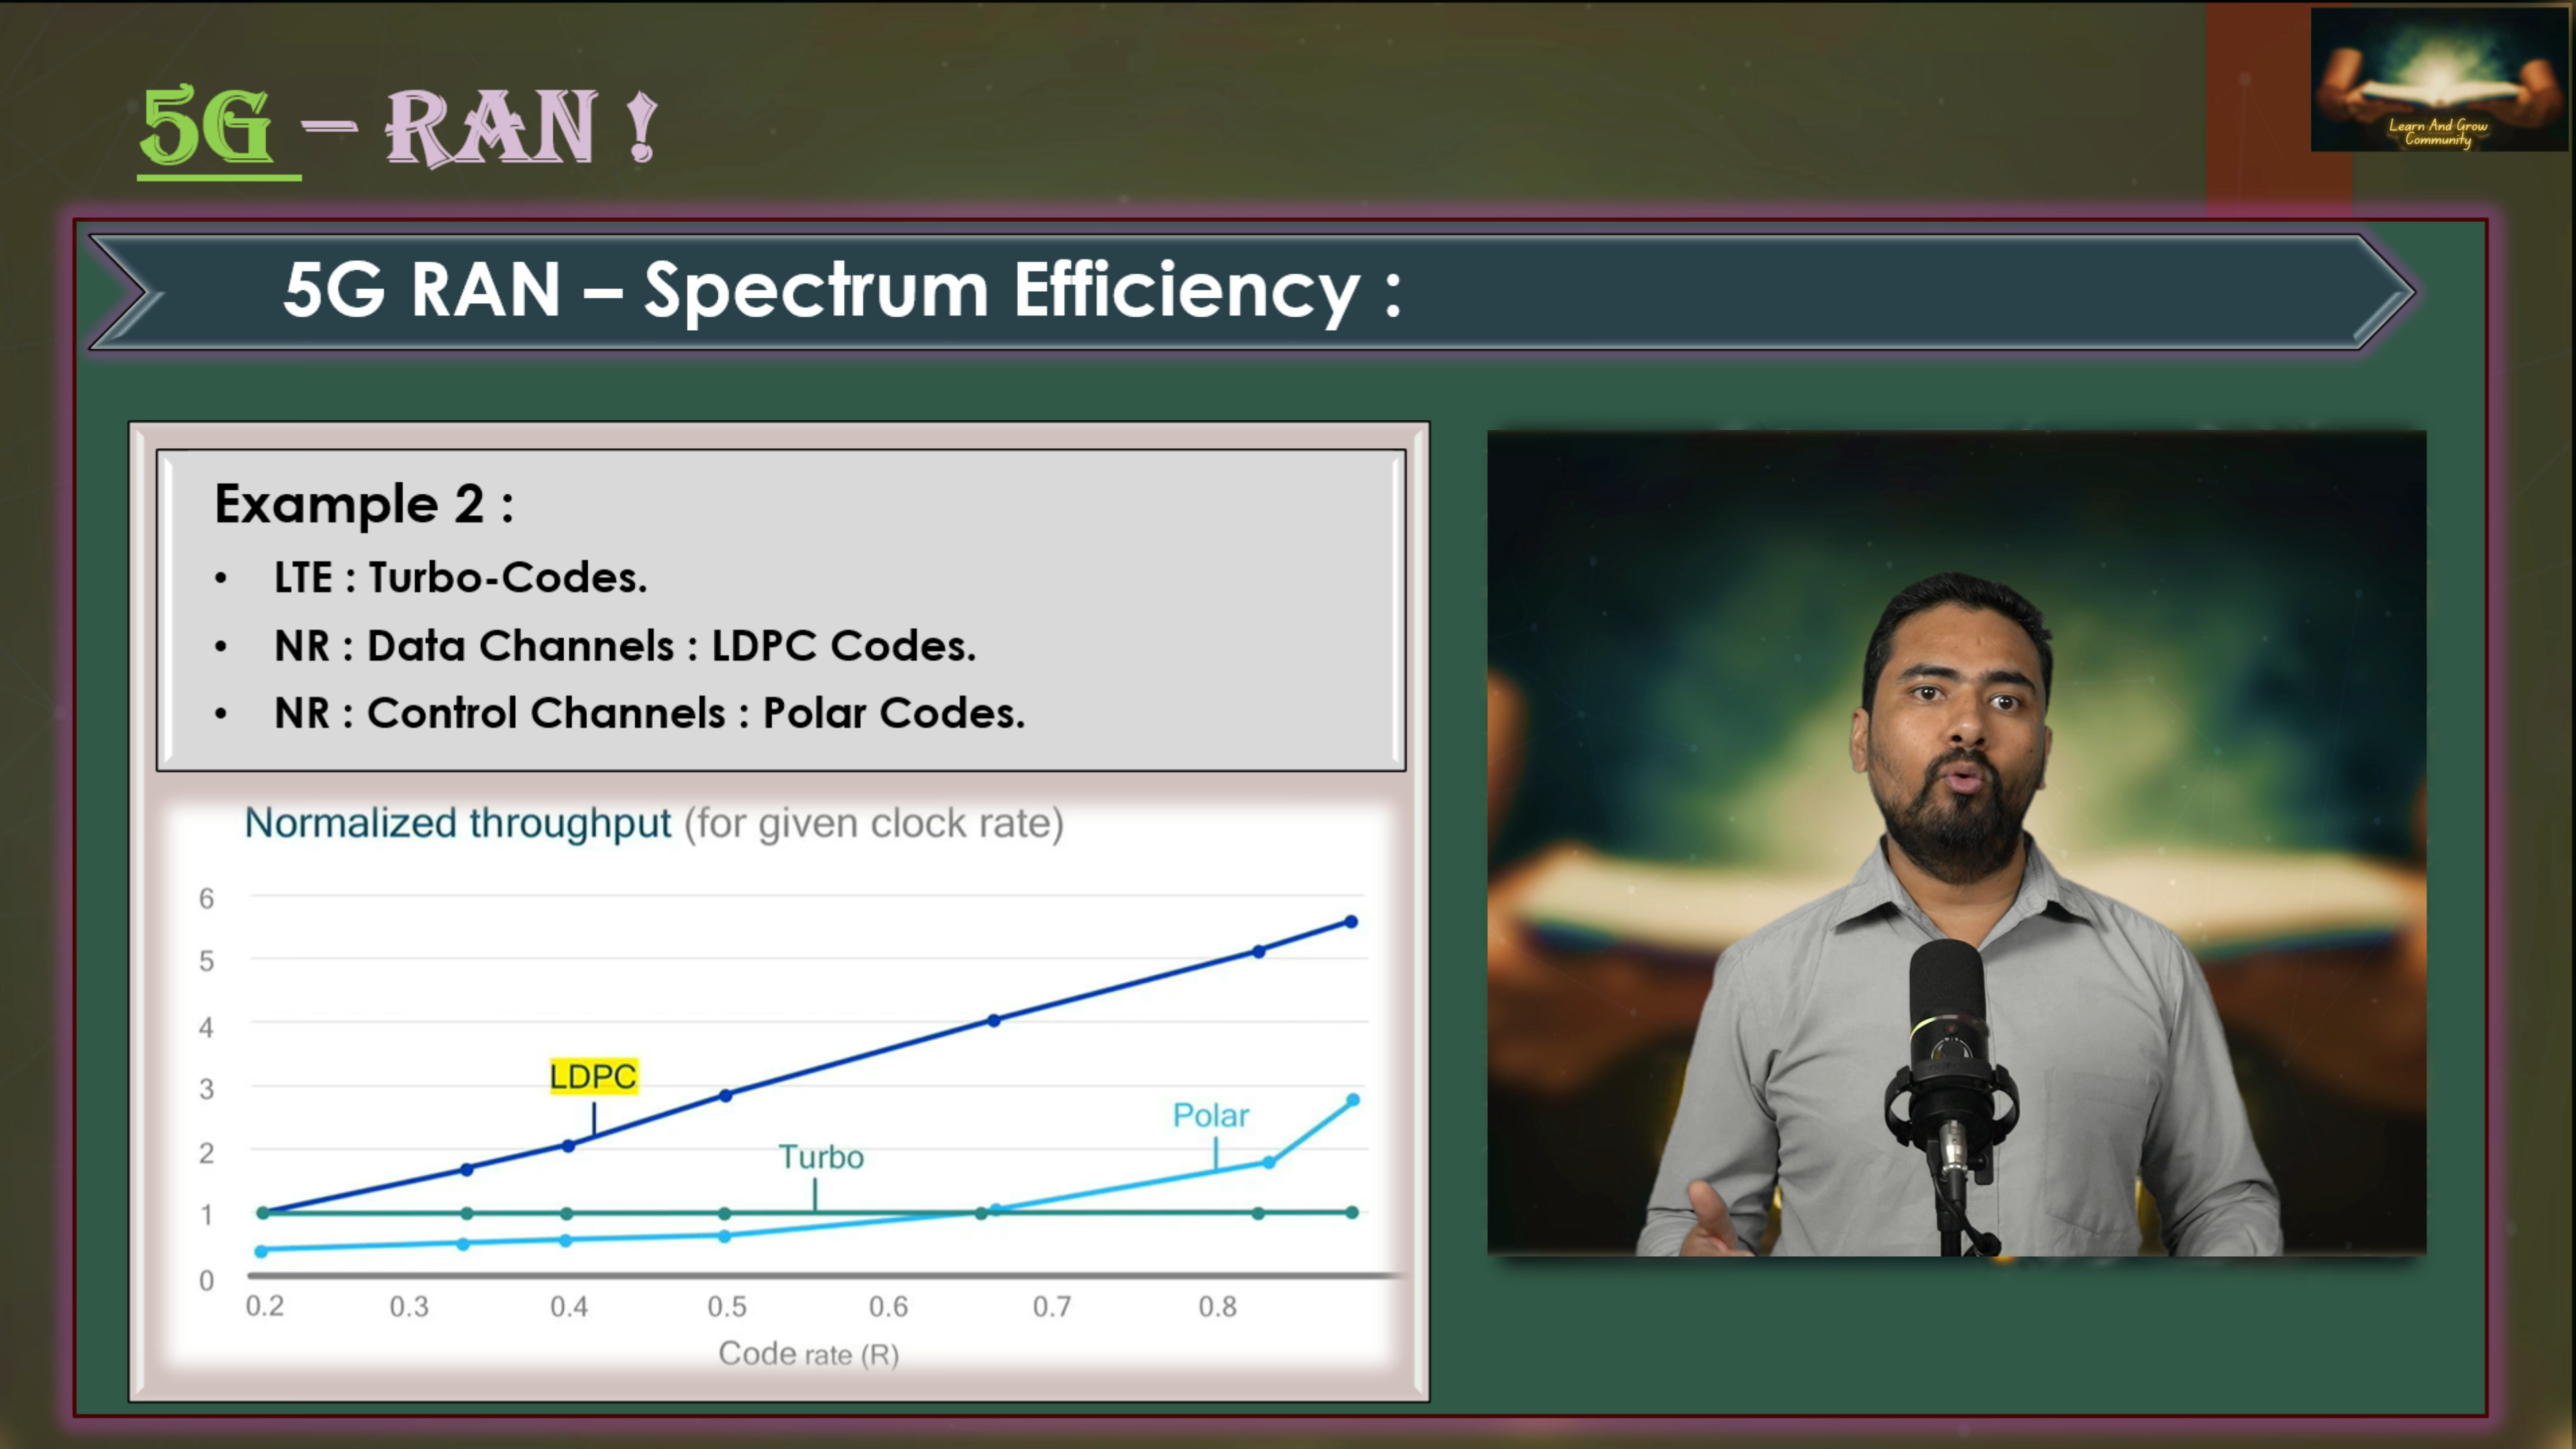 5G – RAN !
Learn And Grow
Community
5G RAN – Spectrum Efficiency :
Example 2 :
• LTE : Turbo-Codes.
• NR : Data Channels : LDPC Codes.
• NR : Control Channels : Polar Codes.
Normalized throughput (for given clock rate)
6
5
4
3
2
1
0
LDPC
Turbo
Polar
0.2 0.3 0.4 0.5 0.6 0.7 0.8
Code rate (R)